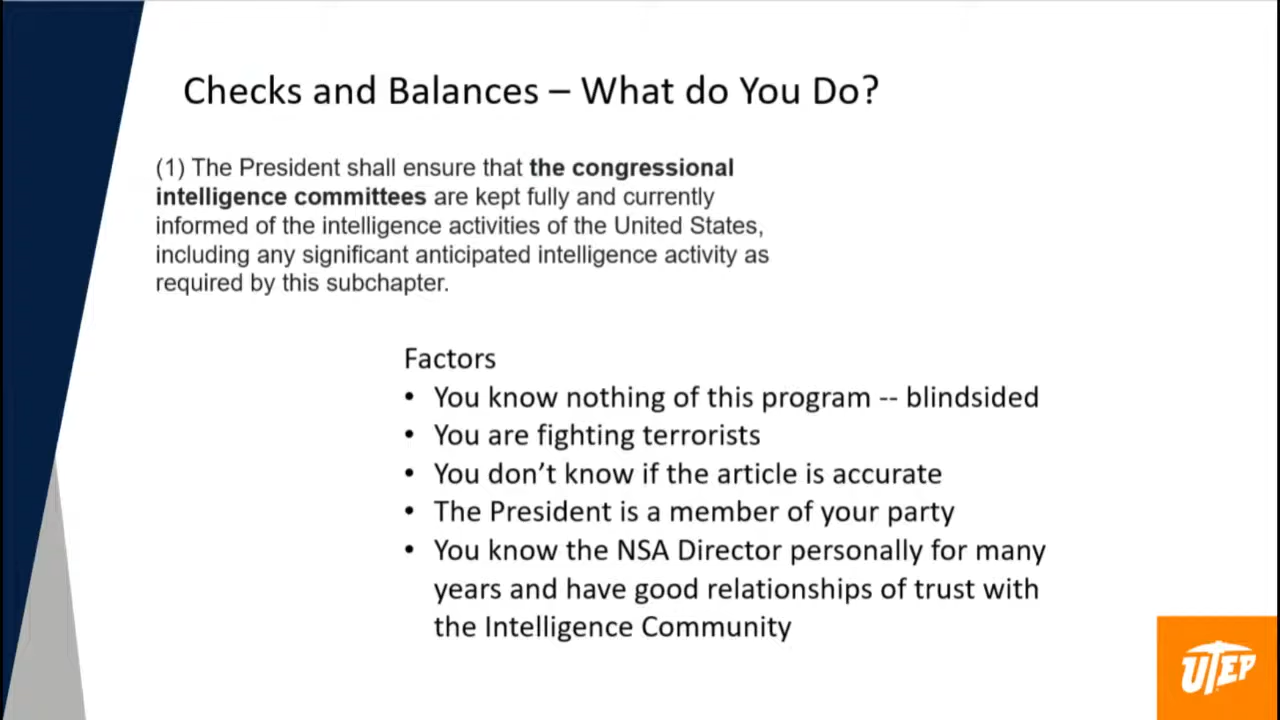 Checks and Balances – What do You Do?
(1) The President shall ensure that the congressional
intelligence committees are kept fully and currently
informed of the intelligence activities of the United States,
including any significant anticipated intelligence activity as
required by this subchapter.
Factors
• You know nothing of this program -- blindsided
• You are fighting terrorists
• You don’t know if the article is accurate
• The President is a member of your party
• You know the NSA Director personally for many
years and have good relationships of trust with
the Intelligence Community
UTEP